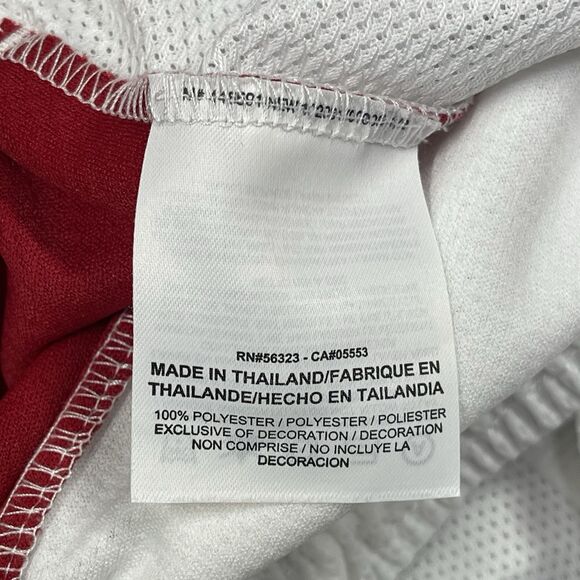 RN#56323 - CA#05553
MADE IN THAILAND/FABRIQUE EN
THAILANDE/HECHO EN TAILANDIA
100% POLYESTER / POLYESTER / POLIESTER
EXCLUSIVE OF DECORATION / DECORATION
NON COMPRISE / NO INCLUYE LA
DECORACION